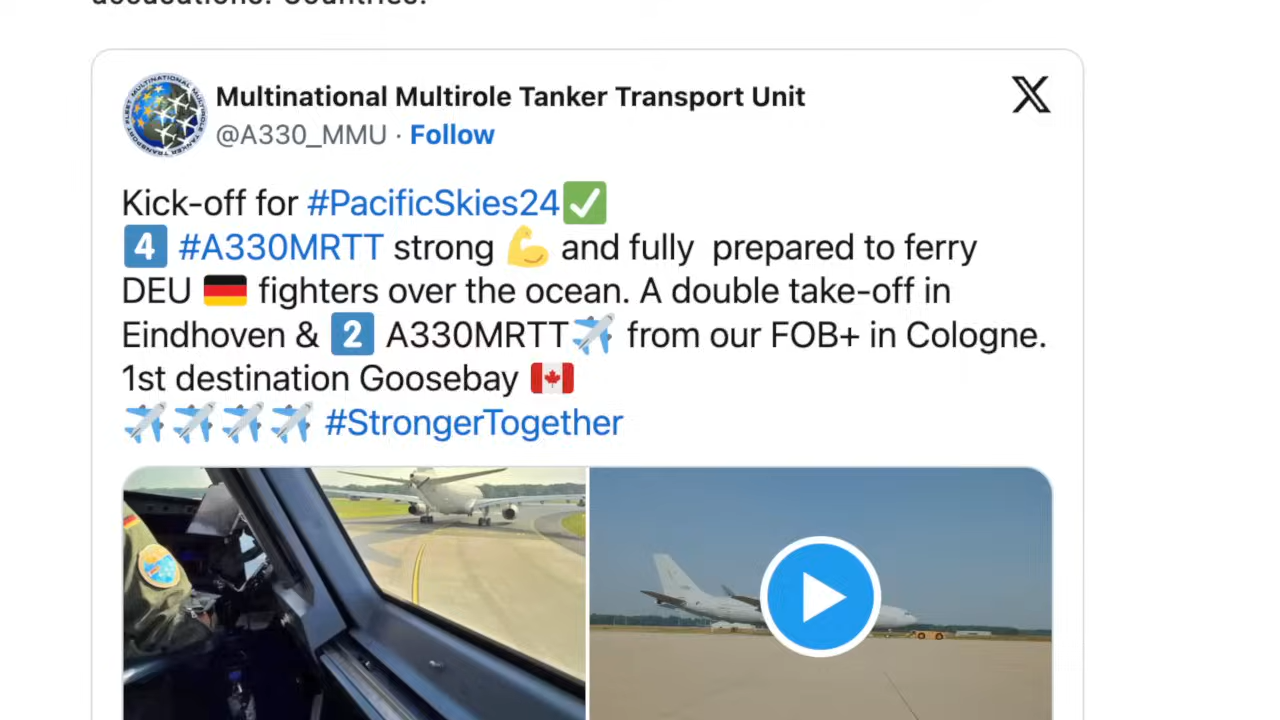 accusations. Countries.
Multinational Multirole Tanker Transport Unit
@A330_MMU · Follow
Kick-off for #PacificSkies24✅
4️⃣ #A330MRTT strong 💪 and fully prepared to ferry
DEU 🇩🇪 fighters over the ocean. A double take-off in
Eindhoven & 2️⃣ A330MRTT✈️ from our FOB+ in Cologne.
1st destination Goosebay 🇨🇦
✈️✈️✈️✈️ #StrongerTogether